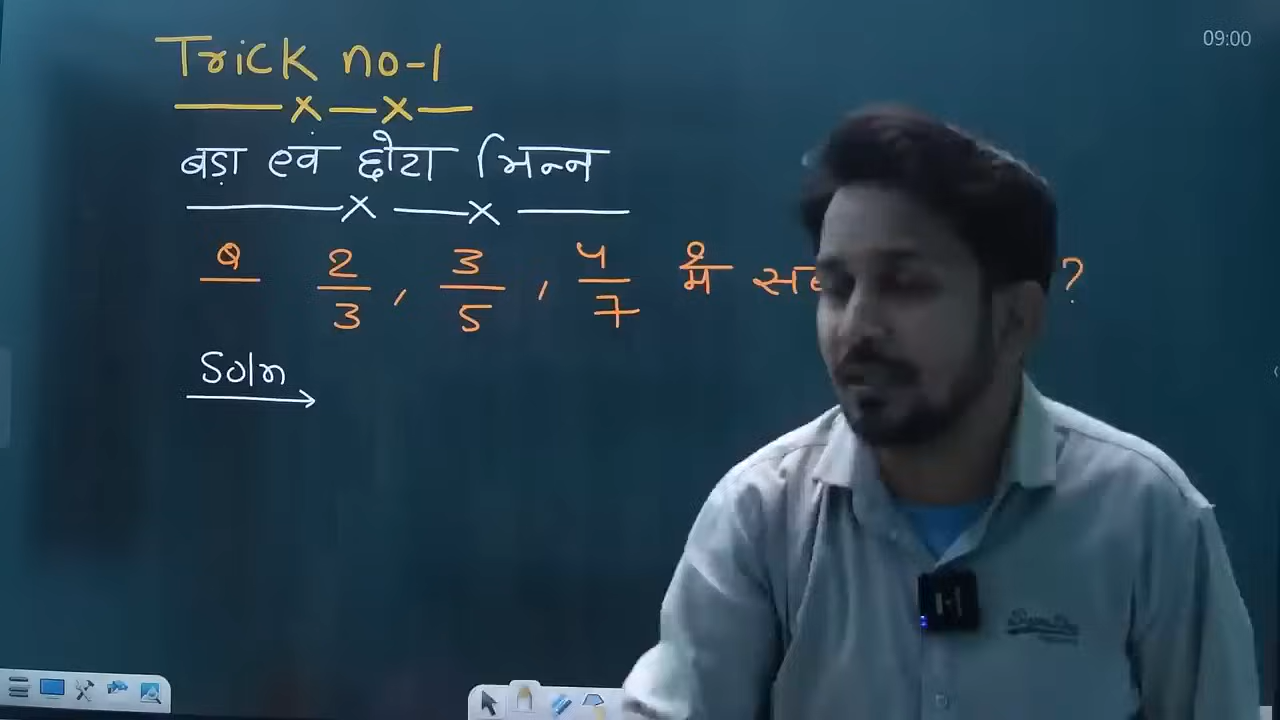 09:00
Trick no-1
बड़ा एवं छोटा भिन्न
Q 2/3, 3/5, 4/7 में ?
Soln